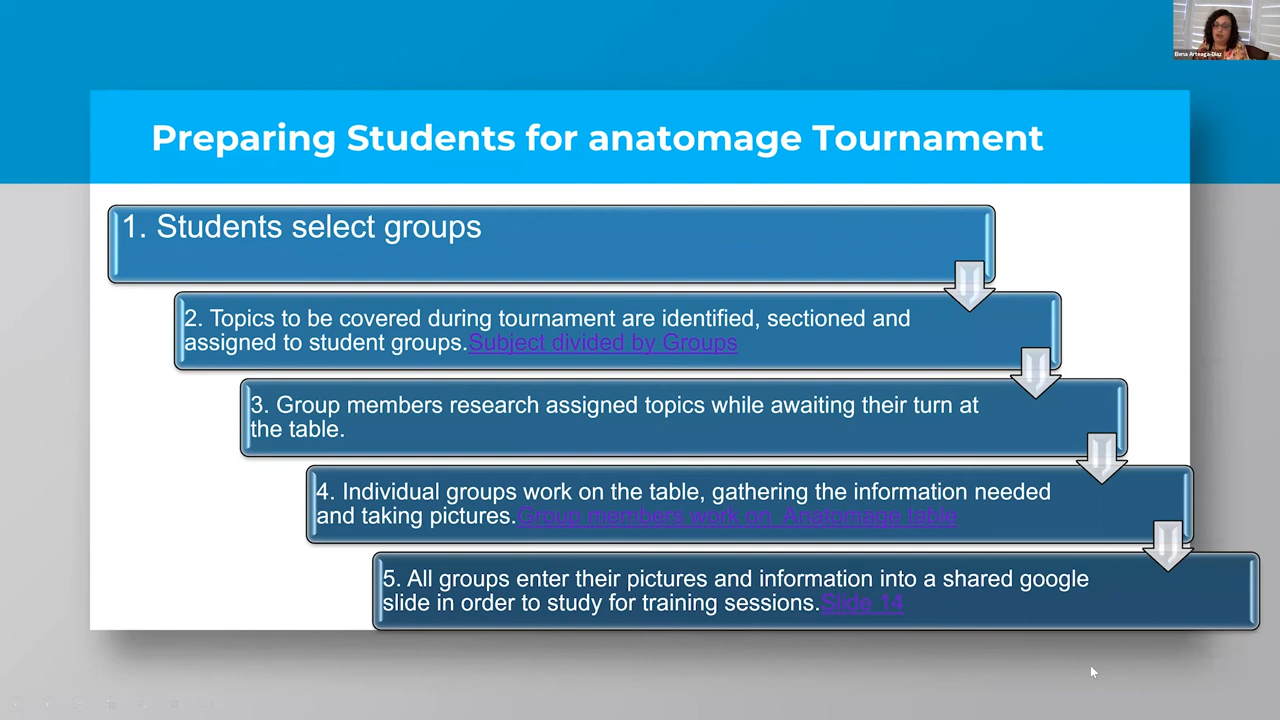 Elena Arteaga-Diaz
Preparing Students for anatomage Tournament
1. Students select groups
2. Topics to be covered during tournament are identified, sectioned and
assigned to student groups.Subject divided by Groups
3. Group members research assigned topics while awaiting their turn at
the table.
4. Individual groups work on the table, gathering the information needed
and taking pictures.Group members work on Anatomage table
5. All groups enter their pictures and information into a shared google
slide in order to study for training sessions.Slide 14